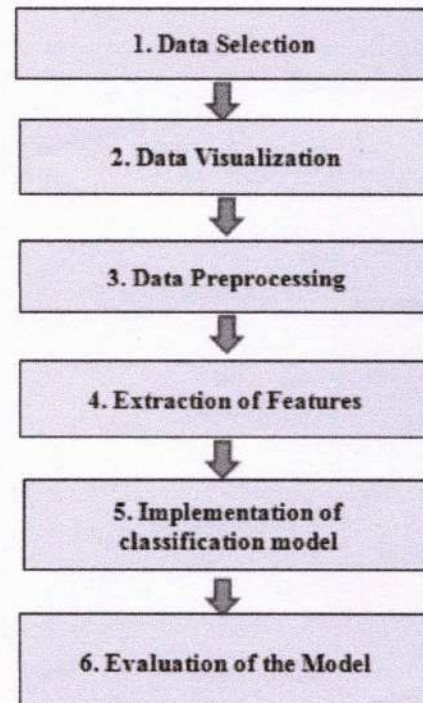 1. Data Selection
2. Data Visualization
3. Data Preprocessing
4. Extraction of Features
5. Implementation of
classification model
6. Evaluation of the Model